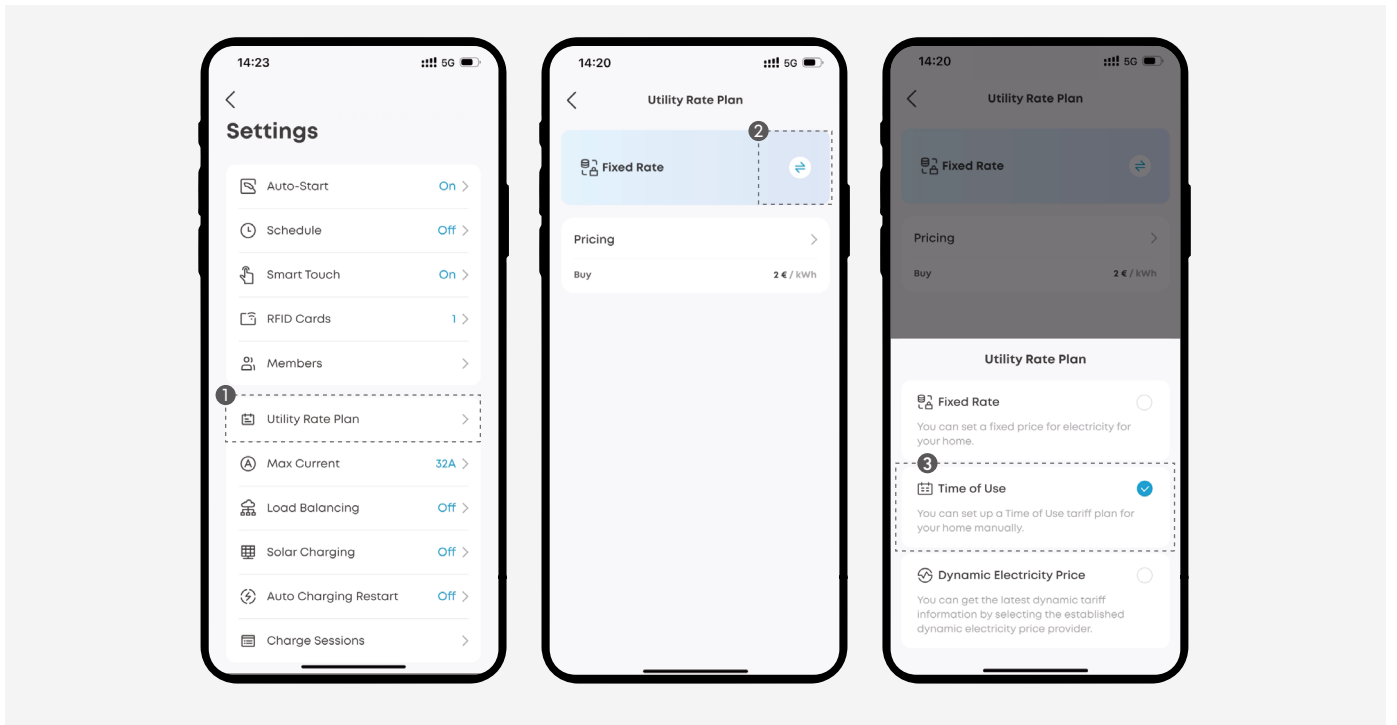 14:23
5G
Settings
Auto-Start On
Schedule Off
Smart Touch On
RFID Cards 1
Members
1
Utility Rate Plan
Max Current 32A
Load Balancing Off
Solar Charging Off
Auto Charging Restart Off
Charge Sessions
14:20
5G
Utility Rate Plan
2
Fixed Rate
Pricing
Buy 2 € / kWh
14:20
5G
Utility Rate Plan
Fixed Rate
Pricing
Buy 2 € / kWh
Utility Rate Plan
Fixed Rate
You can set a fixed price for electricity for
your home.
3
Time of Use
You can set up a Time of Use tariff plan for
your home manually.
Dynamic Electricity Price
You can get the latest dynamic tariff
information by selecting the established
dynamic electricity price provider.